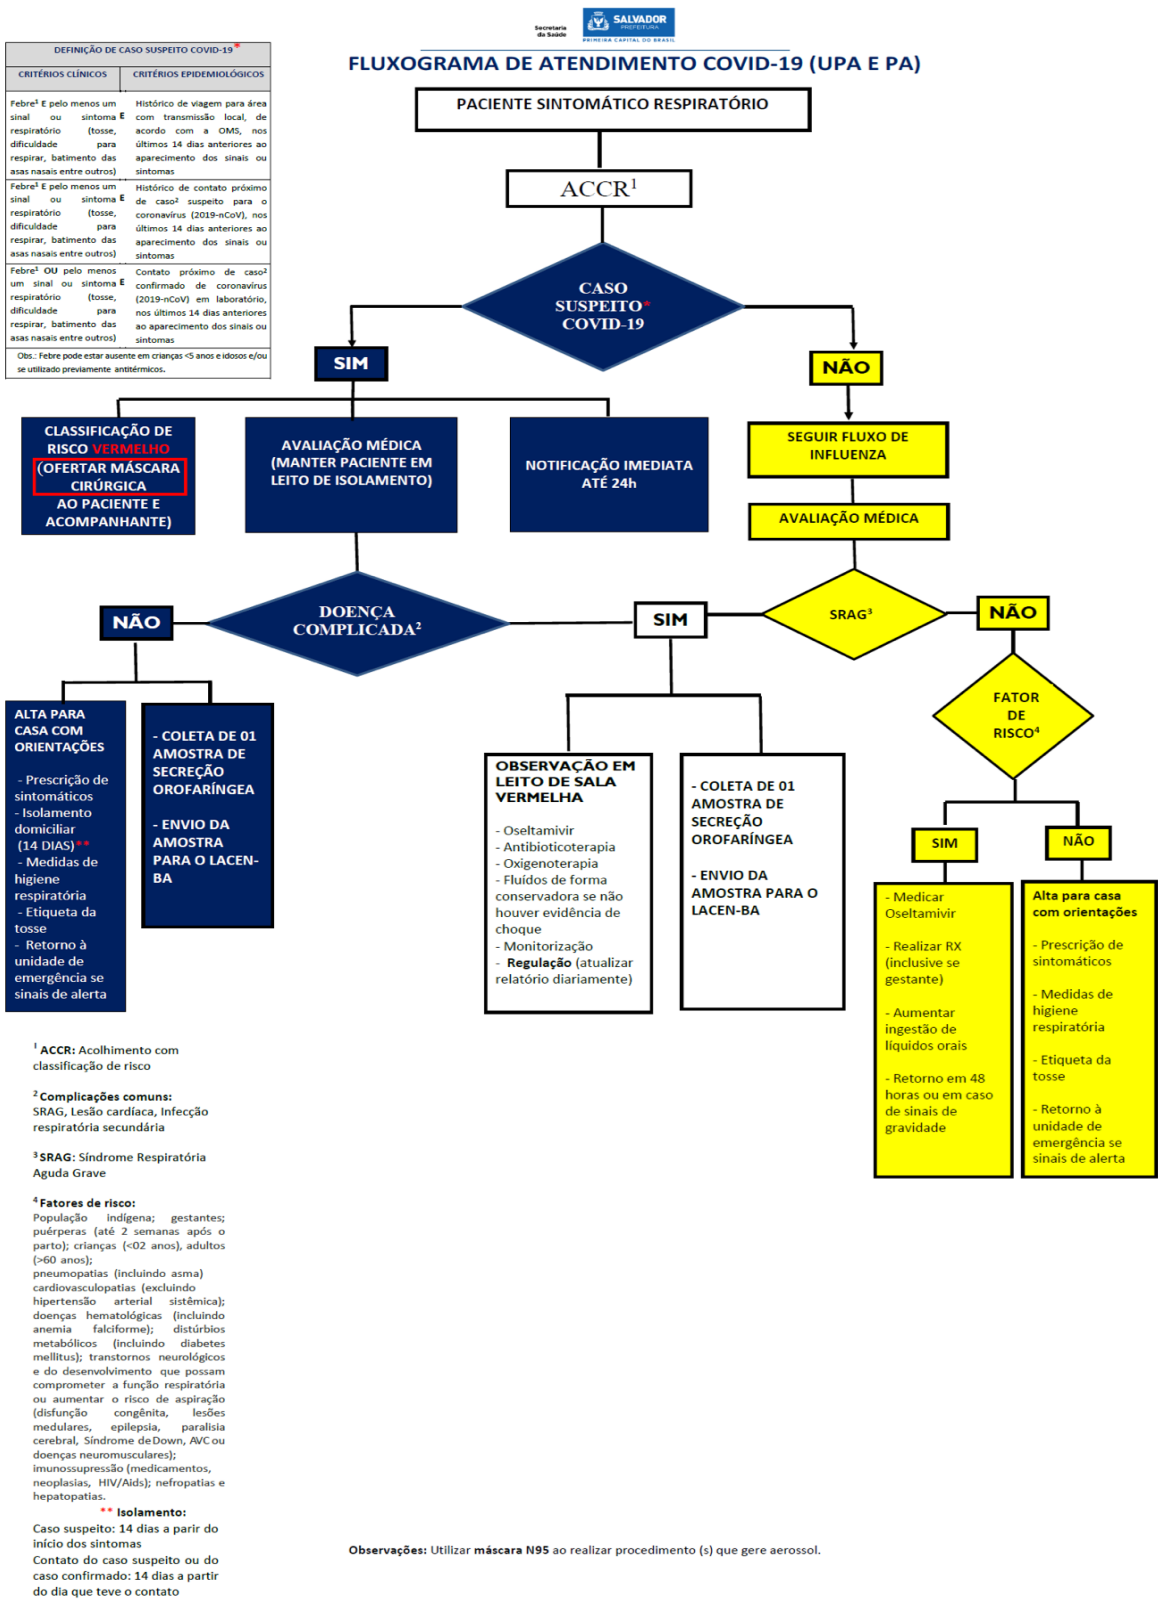 Secretaria
da Saúde
SALVADOR
PREFEITURA
PRIMEIRA CAPITAL DO BRASIL
FLUXOGRAMA DE ATENDIMENTO COVID-19 (UPA E PA)
DEFINIÇÃO DE CASO SUSPEITO COVID-19*
CRITÉRIOS CLÍNICOS
CRITÉRIOS EPIDEMIOLÓGICOS
Febre¹ E pelo menos um
sinal ou sintoma
respiratório (tosse,
dificuldade para
respirar, batimento das
asas nasais entre outros)
E
Histórico de viagem para área
com transmissão local, de
acordo com a OMS, nos
últimos 14 dias anteriores ao
aparecimento dos sinais ou
sintomas
Febre¹ E pelo menos um
sinal ou sintoma
respiratório (tosse,
dificuldade para
respirar, batimento das
asas nasais entre outros)
E
Histórico de contato próximo
de caso² suspeito para o
coronavírus (2019-nCoV), nos
últimos 14 dias anteriores ao
aparecimento dos sinais ou
sintomas
Febre¹ OU pelo menos
um sinal ou sintoma
respiratório (tosse,
dificuldade para
respirar, batimento das
asas nasais entre outros)
E
Contato próximo de caso²
confirmado de coronavírus
(2019-nCoV) em laboratório,
nos últimos 14 dias anteriores
ao aparecimento dos sinais ou
sintomas
Obs.: Febre pode estar ausente em crianças <5 anos e idosos e/ou
se utilizado previamente antitérmicos.
PACIENTE SINTOMÁTICO RESPIRATÓRIO
ACCR¹
CASO
SUSPEITO*
COVID-19
SIM
NÃO
CLASSIFICAÇÃO DE
RISCO VERMELHO
(OFERTAR MÁSCARA
CIRÚRGICA
AO PACIENTE E
ACOMPANHANTE)
AVALIAÇÃO MÉDICA
(MANTER PACIENTE EM
LEITO DE ISOLAMENTO)
NOTIFICAÇÃO IMEDIATA
ATÉ 24h
SEGUIR FLUXO DE
INFLUENZA
AVALIAÇÃO MÉDICA
NÃO
DOENÇA
COMPLICADA²
SIM
SRAG³
NÃO
FATOR
DE
RISCO⁴
ALTA PARA
CASA COM
ORIENTAÇÕES
- Prescrição de
sintomáticos
- Isolamento
domiciliar
(14 DIAS)**
- Medidas de
higiene
respiratória
- Etiqueta da
tosse
- Retorno à
unidade de
emergência se
sinais de alerta
- COLETA DE 01
AMOSTRA DE
SECREÇÃO
OROFARÍNGEA
- ENVIO DA
AMOSTRA
PARA O LACEN-
BA
OBSERVAÇÃO EM
LEITO DE SALA
VERMELHA
- Oseltamivir
- Antibioticoterapia
- Oxigenoterapia
- Fluídos de forma
conservadora se não
houver evidência de
choque
- Monitorização
- Regulação (atualizar
relatório diariamente)
- COLETA DE 01
AMOSTRA DE
SECREÇÃO
OROFARÍNGEA
- ENVIO DA
AMOSTRA PARA O
LACEN-BA
SIM
NÃO
- Medicar
Oseltamivir
- Realizar RX
(inclusive se
gestante)
- Aumentar
ingestão de
líquidos orais
- Retorno em 48
horas ou em caso
de sinais de
gravidade
Alta para casa
com orientações
- Prescrição de
sintomáticos
- Medidas de
higiene
respiratória
- Etiqueta da
tosse
- Retorno à
unidade de
emergência se
sinais de alerta
¹ ACCR: Acolhimento com
classificação de risco
² Complicações comuns:
SRAG, Lesão cardíaca, Infecção
respiratória secundária
³ SRAG: Síndrome Respiratória
Aguda Grave
⁴ Fatores de risco:
População indígena; gestantes;
puérperas (até 2 semanas após o
parto); crianças (<02 anos), adultos
(>60 anos);
pneumopatias (incluindo asma)
cardiovasculopatias (excluindo
hipertensão arterial sistêmica);
doenças hematológicas (incluindo
anemia falciforme); distúrbios
metabólicos (incluindo diabetes
mellitus); transtornos neurológicos
e do desenvolvimento que possam
comprometer a função respiratória
ou aumentar o risco de aspiração
(disfunção congênita, lesões
medulares, epilepsia, paralisia
cerebral, Síndrome de Down, AVC ou
doenças neuromusculares);
imunossupressão (medicamentos,
neoplasias, HIV/Aids); nefropatias e
hepatopatias.
** Isolamento:
Caso suspeito: 14 dias a parir do
início dos sintomas
Contato do caso suspeito ou do
caso confirmado: 14 dias a partir
do dia que teve o contato
Observações: Utilizar máscara N95 ao realizar procedimento (s) que gere aerossol.